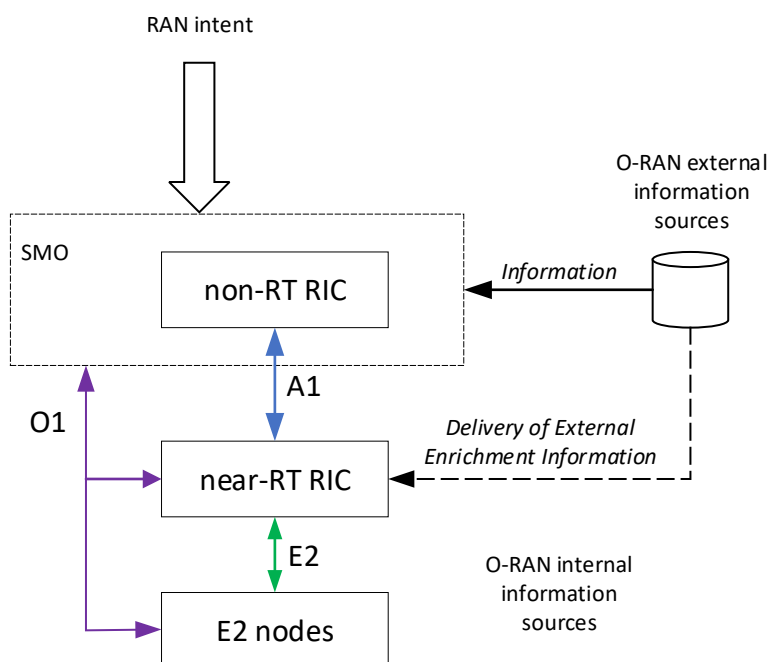 RAN intent
O-RAN external
information
sources
SMO
non-RT RIC
Information
A1
O1
Delivery of External
Enrichment Information
near-RT RIC
E2
O-RAN internal
information
sources
E2 nodes